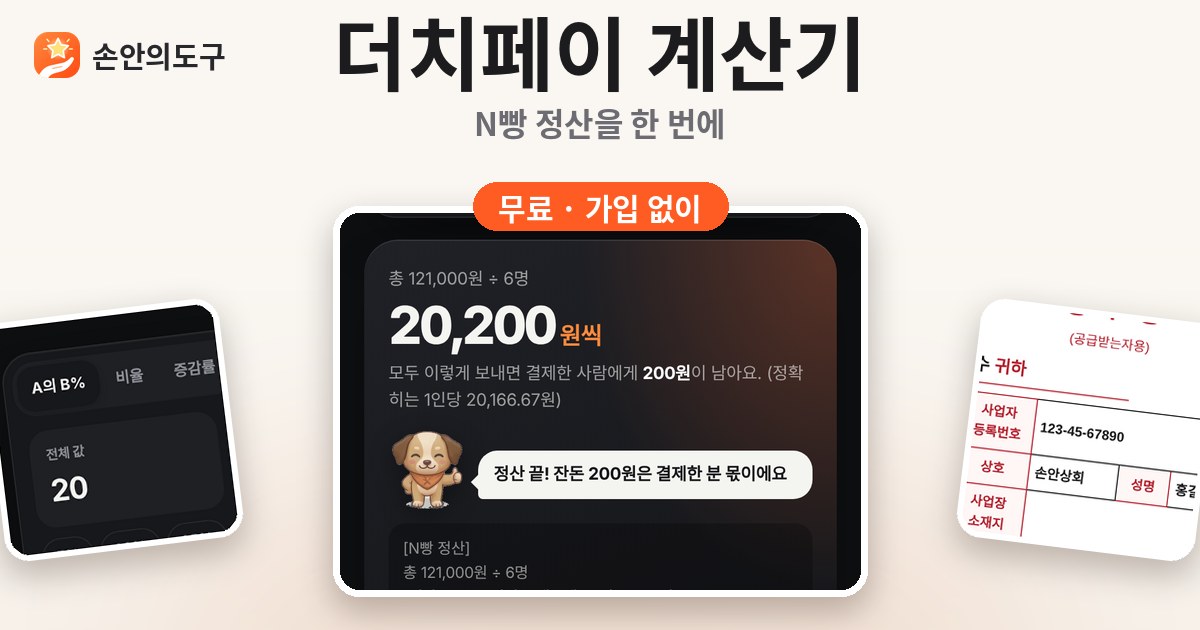 손안의도구
더치페이 계산기
N빵 정산을 한 번에
무료 · 가입 없이
총 121,000원 ÷ 6명
20,200원씩
모두 이렇게 보내면 결제한 사람에게 200원이 남아요. (정확
히는 1인당 20,166.67원)
정산 끝! 잔돈 200원은 결제한 분 몫이에요
[N빵 정산]
총 121,000원 ÷ 6명
A의 B% 비율 증감률
전체 값
20
(공급받는자용)
귀하
사업자
등록번호 123-45-67890
상호 손안상회 성명
사업장
소재지